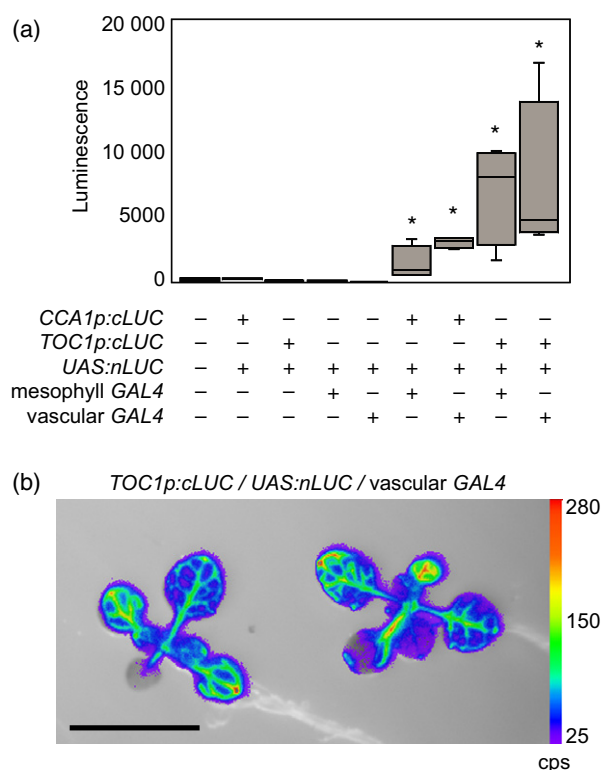 (a)
Luminescence
20 000
15 000
10 000
5000
0
* * * *
CCA1p:cLUC – + – – – + + – –
TOC1p:cLUC – – + – – – – + +
UAS:nLUC – + + + + + + + +
mesophyll GAL4 – – – + – + – + –
vascular GAL4 – – – – + – + – +
(b)
TOC1p:cLUC / UAS:nLUC / vascular GAL4
280
150
25
cps